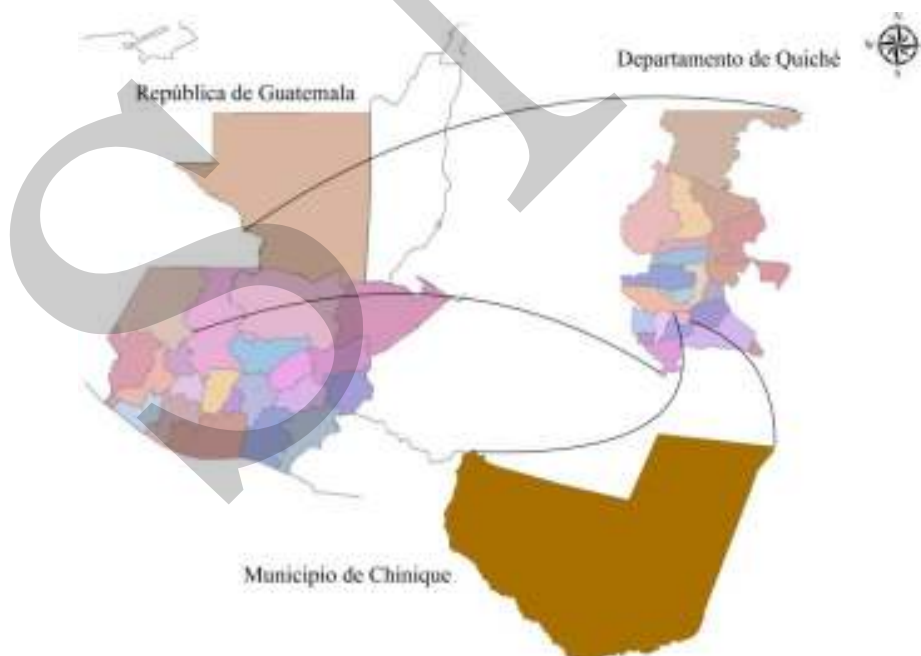 N
Departamento de Quiché
W
S
República de Guatemala
Municipio de Chinique